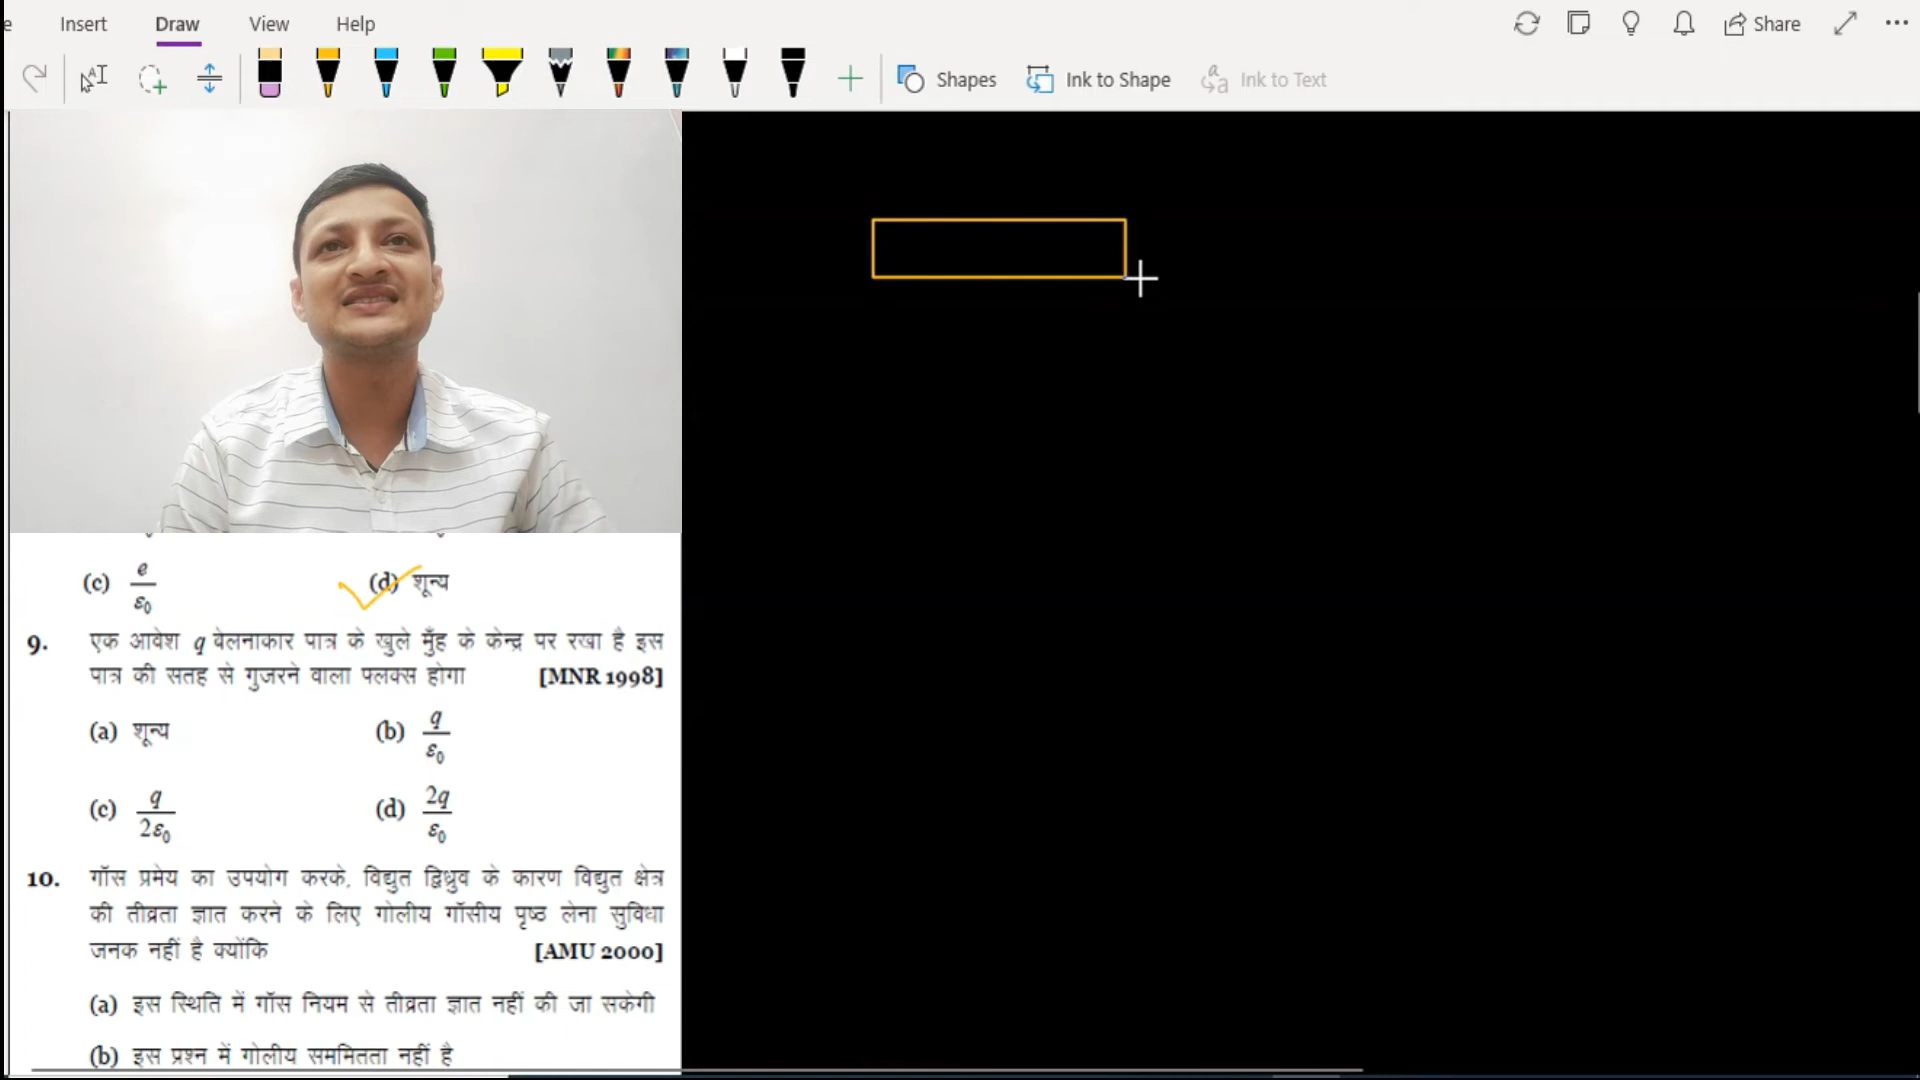 Insert Draw View Help Share
Shapes Ink to Shape Ink to Text
(c) e/ε₀ (d) शून्य
9. एक आवेश q वेलनाकार पात्र के खुले मुँह के केन्द्र पर रखा है इस
पात्र की सतह से गुजरने वाला फ्लक्स होगा [MNR 1998]
(a) शून्य (b) q/ε₀
(c) q/2ε₀ (d) 2q/ε₀
10. गॉस प्रमेय का उपयोग करके, विद्युत द्विध्रुव के कारण विद्युत क्षेत्र
की तीव्रता ज्ञात करने के लिए गोलीय गॉसीय पृष्ठ लेना सुविधा
जनक नहीं है क्योंकि [AMU 2000]
(a) इस स्थिति में गॉस नियम से तीव्रता ज्ञात नहीं की जा सकेगी
(b) इस प्रश्न में गोलीय सममितता नहीं है